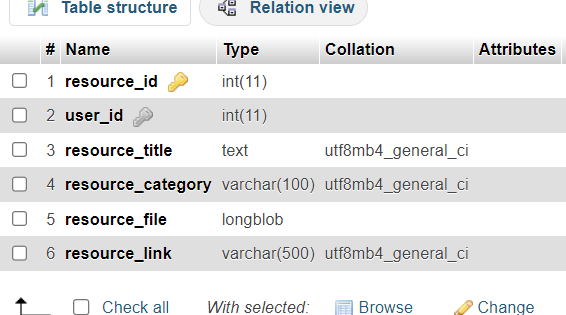 Table structure Relation view
# Name Type Collation Attributes
1 resource_id int(11)
2 user_id int(11)
3 resource_title text utf8mb4_general_ci
4 resource_category varchar(100) utf8mb4_general_ci
5 resource_file longblob
6 resource_link varchar(500) utf8mb4_general_ci
Check all With selected: Browse Change